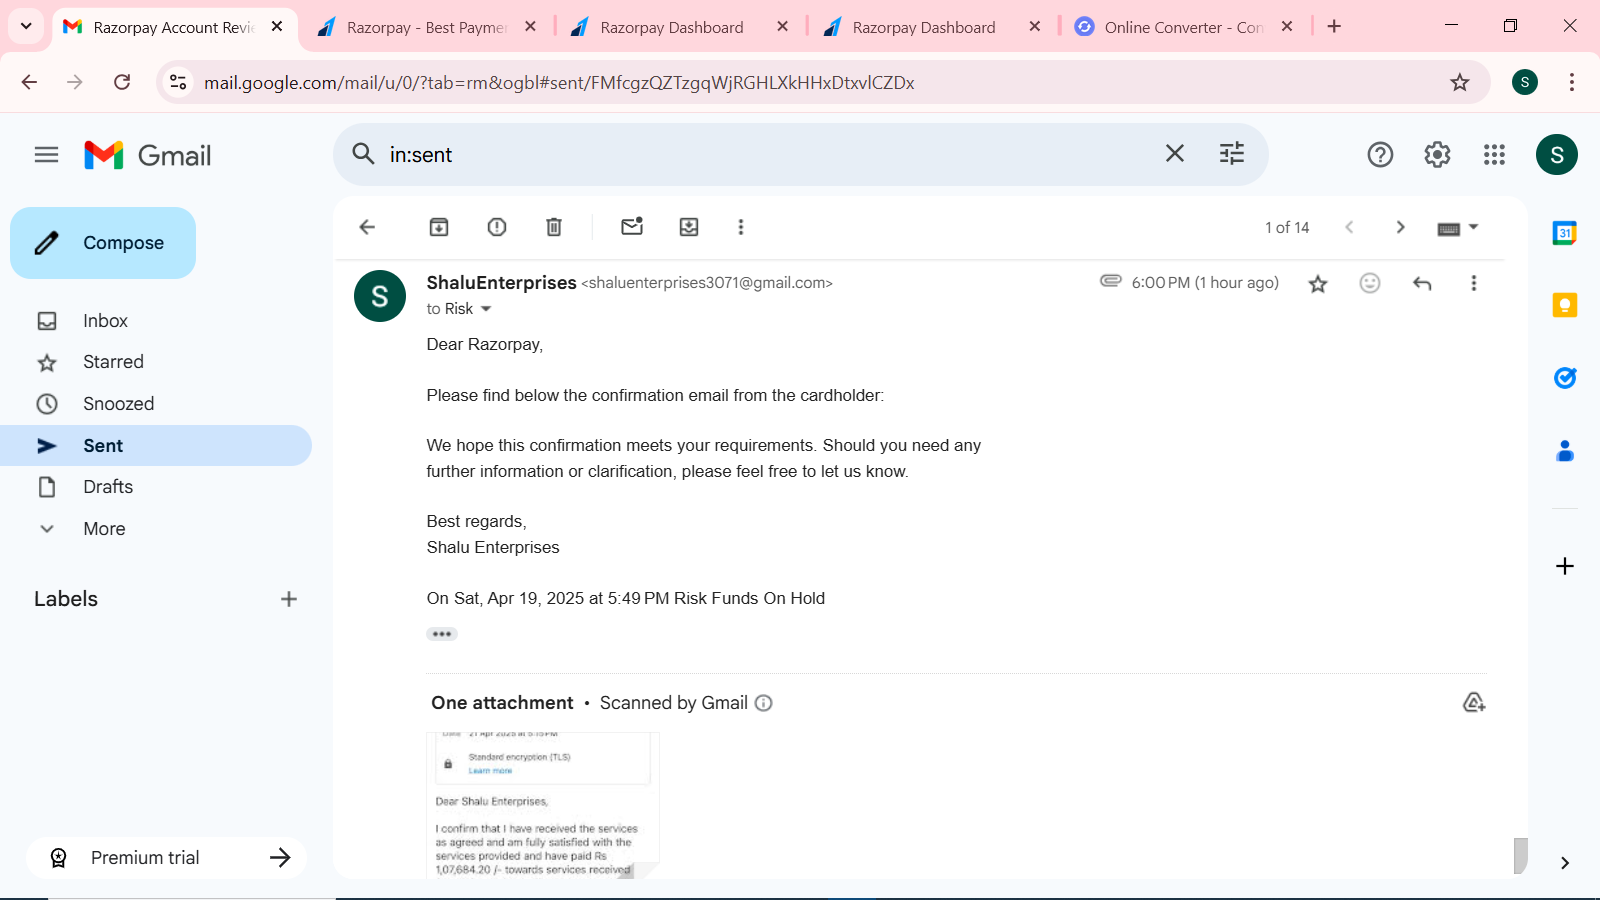 Razorpay Account Revie
Razorpay - Best Paymen
Razorpay Dashboard
Razorpay Dashboard
Online Converter - Con
mail.google.com/mail/u/0/?tab=rm&ogbl#sent/FMfcgzQZTzgqWjRGHLXkHHxDtxvlCZDx
S
Gmail
in:sent
S
Compose
1 of 14
31
Inbox
Starred
Snoozed
Sent
Drafts
More
Labels
Premium trial
S
ShaluEnterprises <shaluenterprises3071@gmail.com>
6:00 PM (1 hour ago)
to Risk
Dear Razorpay,
Please find below the confirmation email from the cardholder:
We hope this confirmation meets your requirements. Should you need any
further information or clarification, please feel free to let us know.
Best regards,
Shalu Enterprises
On Sat, Apr 19, 2025 at 5:49 PM Risk Funds On Hold
One attachment • Scanned by Gmail
Date 21 Apr 2025 at 5:15 PM
Standard encryption (TLS)
Learn more
Dear Shalu Enterprises,
I confirm that I have received the services
as agreed and am fully satisfied with the
services provided and have paid Rs
1,07,684.20 /- towards services received